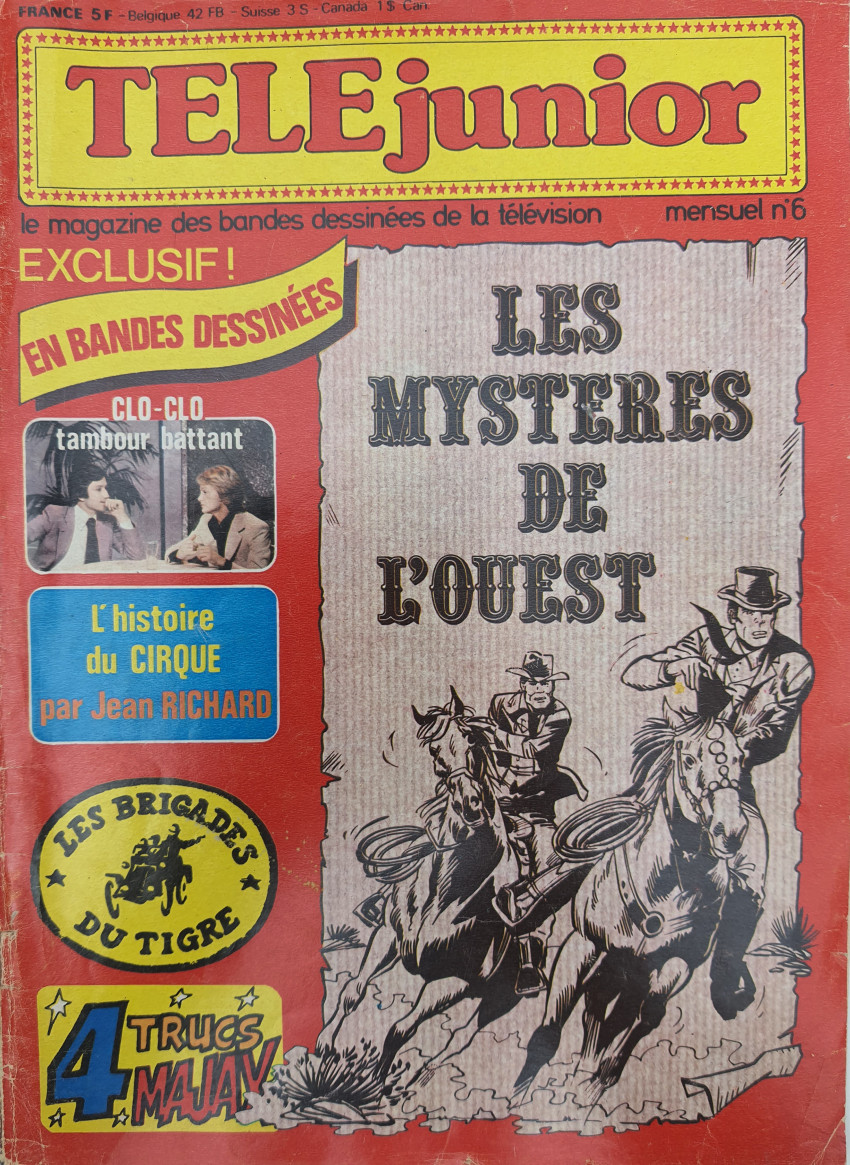 FRANCE 5F - Belgique 42 FB - Suisse 3 S - Canada 1 $ Can.
TELEjunior
le magazine des bandes dessinées de la télévision mensuel n°6
EXCLUSIF !
EN BANDES DESSINÉES
CLO-CLO
tambour battant
L'histoire
du CIRQUE
par Jean RICHARD
LES BRIGADES
DU TIGRE
4 TRUCS
MAJAX
LES
MYSTERES
DE
L'OUEST